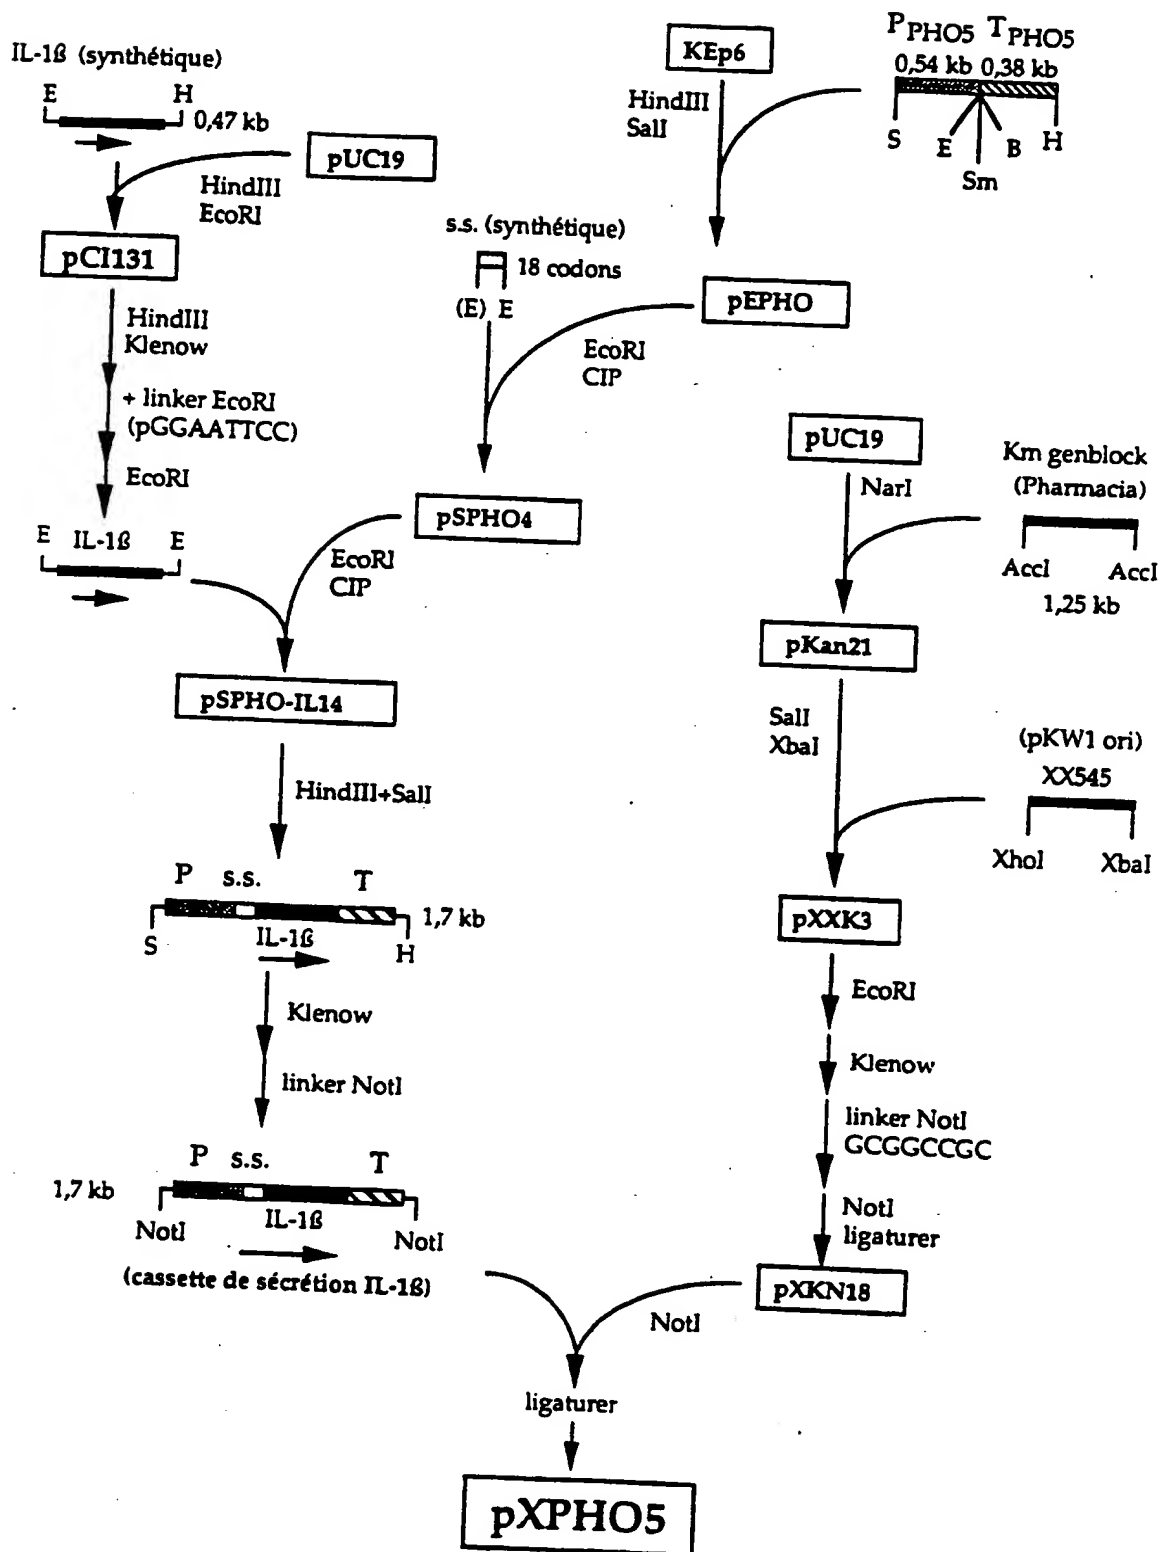 IL-1ß (synthétique)
E H
0,47 kb
pUC19
HindIII
EcoRI
pCI131
HindIII
Klenow
+ linker EcoRI
(pGGAATTCC)
EcoRI
E IL-1ß E
KEp6
HindIII
SalI
PPHO5 TPHO5
0,54 kb 0,38 kb
S E B H
Sm
s.s. (synthétique)
18 codons
(E) E
pEPHO
EcoRI
CIP
pSPHO4
EcoRI
CIP
pSPHO-IL14
HindIII+SalI
P s.s. T
1,7 kb
S IL-1ß H
Klenow
linker NotI
P s.s. T
1,7 kb
NotI IL-1ß NotI
(cassette de sécrétion IL-1ß)
pUC19
NarI
Km genblock
(Pharmacia)
AccI AccI
1,25 kb
pKan21
SalI
XbaI
(pKW1 ori)
XX545
XhoI XbaI
pXXK3
EcoRI
Klenow
linker NotI
GCGGCCGC
NotI
ligaturer
pXKN18
NotI
ligaturer
pXPHO5